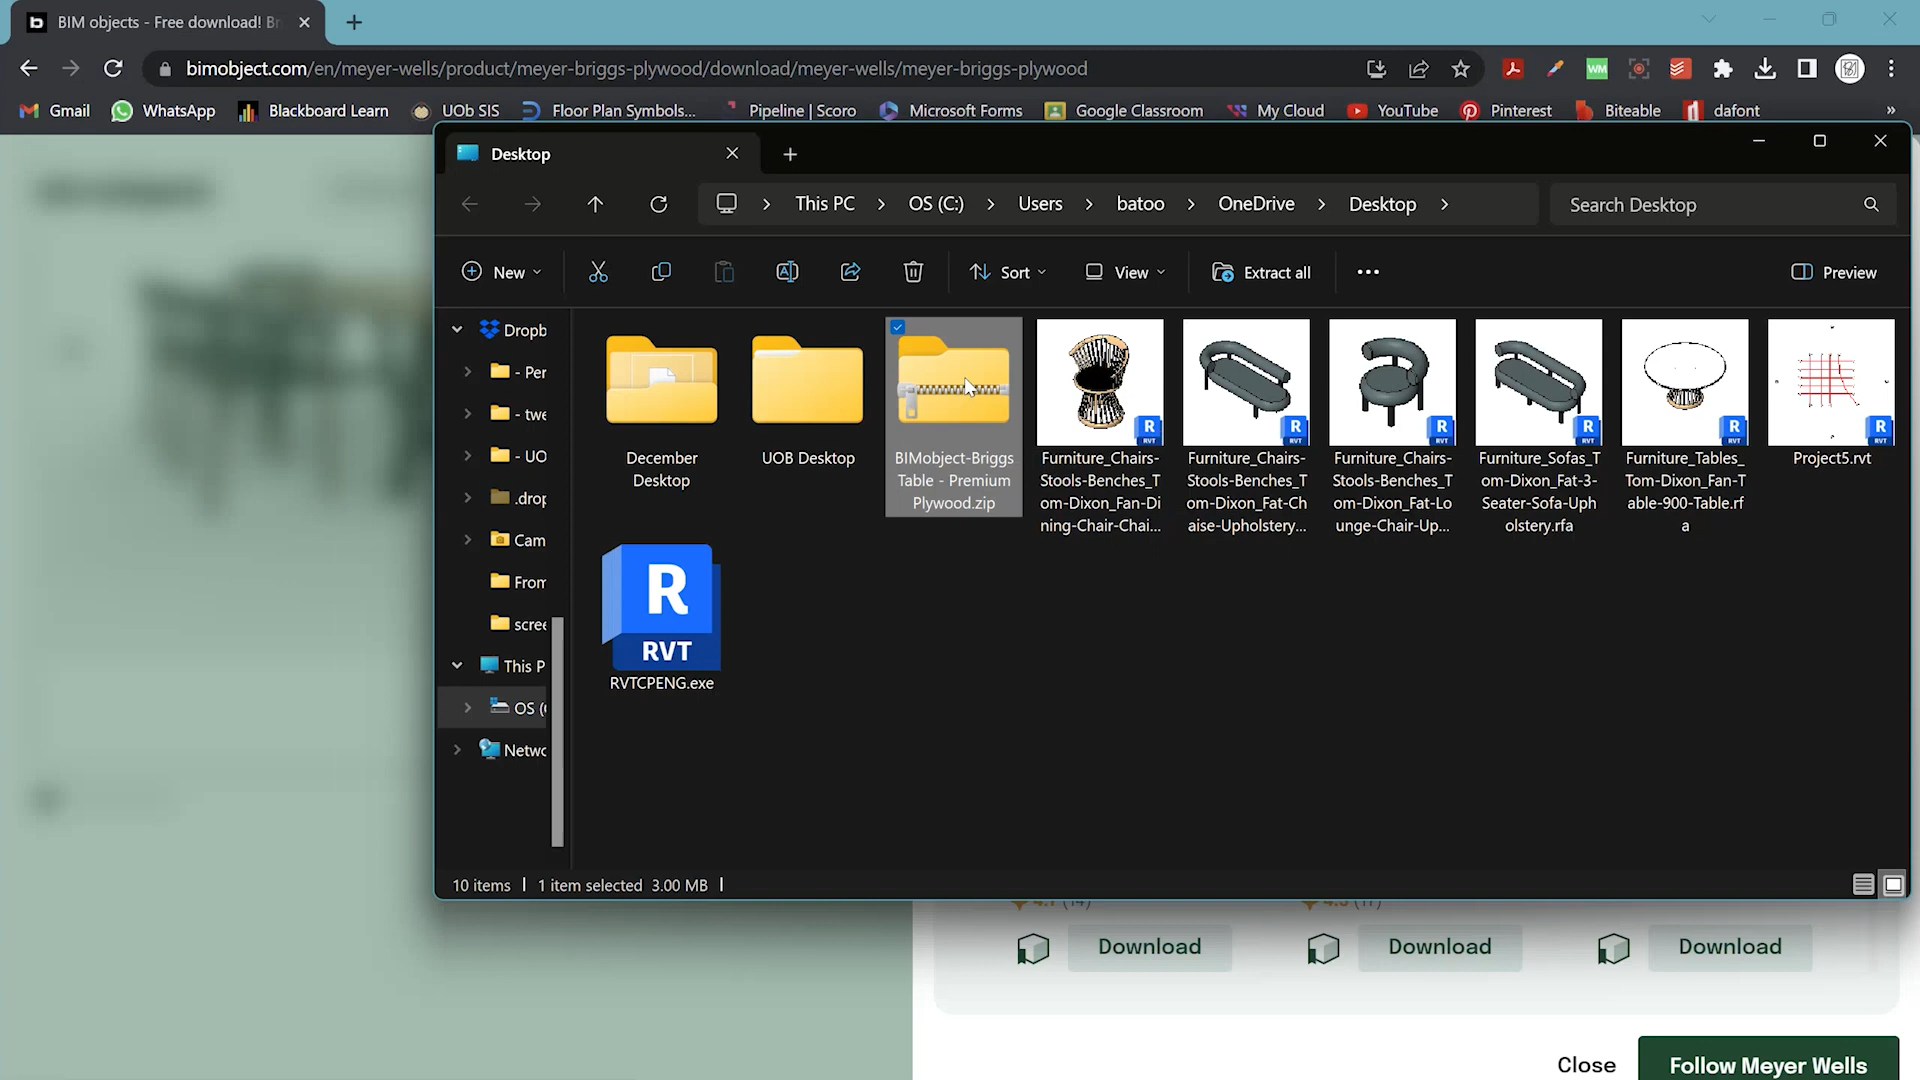 BIM objects - Free download! Br
bimobject.com/en/meyer-wells/product/meyer-briggs-plywood/download/meyer-wells/meyer-briggs-plywood
WM
Gmail WhatsApp Blackboard Learn UOb SIS Floor Plan Symbols... Pipeline | Scoro Microsoft Forms Google Classroom My Cloud YouTube Pinterest Biteable dafont »
Desktop
This PC > OS (C:) > Users > batoo > OneDrive > Desktop >
Search Desktop
New Sort View Extract all ••• Preview
Dropb
- Per
- twe
- UO
.drop
Cam
From
scree
This P
OS (
Netwo
December
Desktop
UOB Desktop
BIMobject-Briggs
Table - Premium
Plywood.zip
Furniture_Chairs-
Stools-Benches_T
om-Dixon_Fan-Di
ning-Chair-Chai...
Furniture_Chairs-
Stools-Benches_T
om-Dixon_Fat-Ch
aise-Upholstery...
Furniture_Chairs-
Stools-Benches_T
om-Dixon_Fat-Lo
unge-Chair-Up...
Furniture_Sofas_T
om-Dixon_Fat-3-
Seater-Sofa-Uph
olstery.rfa
Furniture_Tables_
Tom-Dixon_Fan-T
able-900-Table.rf
a
Project5.rvt
R
RVT
RVTCPENG.exe
10 items | 1 item selected 3.00 MB |
Download Download Download
Close Follow Meyer Wells